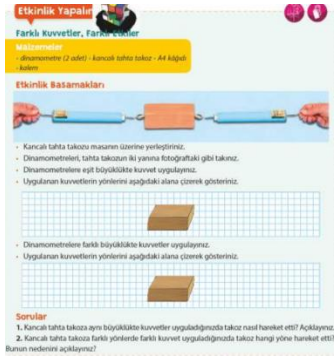 Etkinlik Yapalım
Farklı Kuvvetler, Farklı Etkiler
Malzemeler
- dinamometre (2 adet) - kancalı tahta takoz - A4 kâğıdı
- kalem
Etkinlik Basamakları
- Kancalı tahta takozu masanın üzerine yerleştiriniz.
- Dinamometreleri, tahta takozun iki yanına fotoğraftaki gibi takınız.
- Dinamometrelere eşit büyüklükte kuvvet uygulayınız.
- Uygulanan kuvvetlerin yönlerini aşağıdaki alana çizerek gösteriniz.
- Dinamometrelere farklı büyüklükte kuvvetler uygulayınız.
- Uygulanan kuvvetlerin yönlerini aşağıdaki alana çizerek gösteriniz.
Sorular
1. Kancalı tahta takoza aynı büyüklükte kuvvetler uyguladığınızda takoz nasıl hareket etti? Açıklayınız.
2. Kancalı tahta takoza farklı yönlerde farklı kuvvet uyguladığınızda takoz hangi yöne hareket etti?
Bunun nedenini açıklayınız?